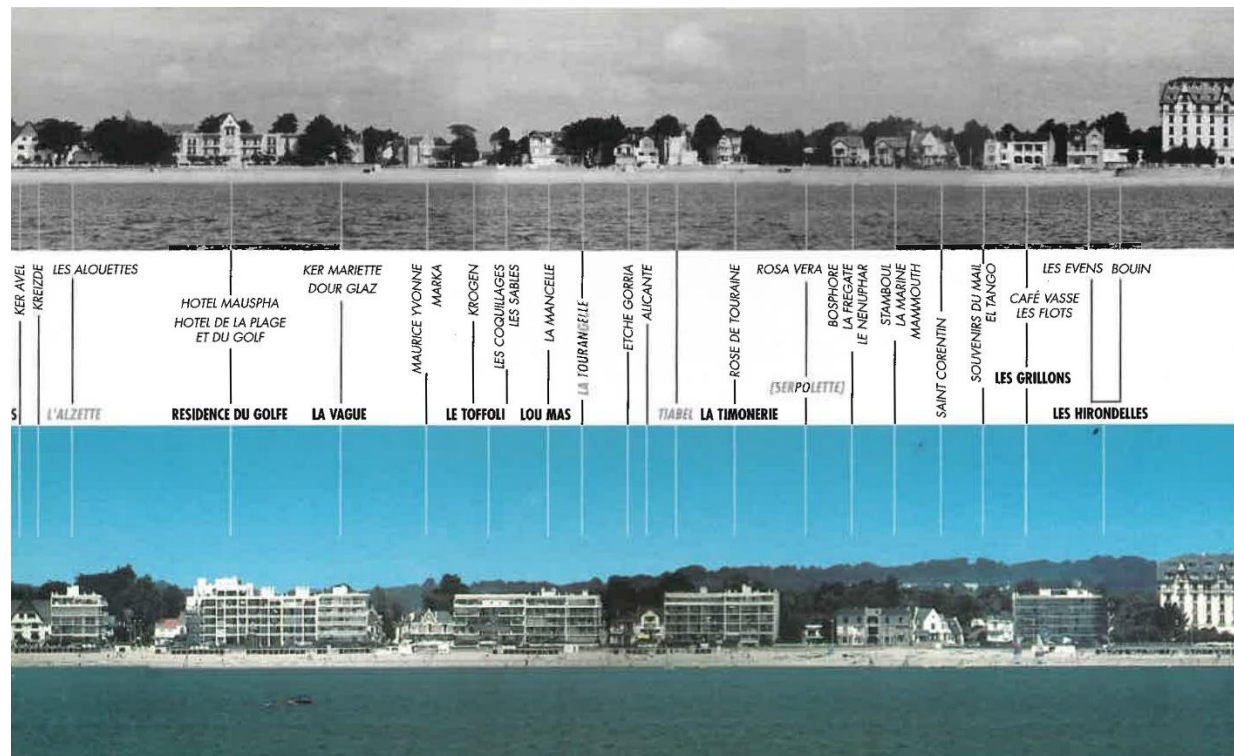 KER AVEL
KREIZDE
LES ALOUETTES
HOTEL MAUSPHA
HOTEL DE LA PLAGE
ET DU GOLF
KER MARIETTE
DOUR GLAZ
MAURICE YVONNE
MARKA
KROGEN
LES COQUILLAGES
LES SABLES
LA MANCELLE
LA TOURANGELLE
ETCHE GORRIA
ALICANTE
ROSE DE TOURAINE
ROSA VERA
BOSPHORE
LA FREGATE
LE NENUPHAR
STAMBOUL
LA MARINE
MAMMOUTH
SAINT CORENTIN
SOUVENIRS DU MAIL
EL TANGO
CAFÉ VASSE
LES FLOTS
LES EVENS
BOUIN
S
L'ALZETTE
RESIDENCE DU GOLFE
LA VAGUE
LE TOFFOLI
LOU MAS
TIABEL
LA TIMONERIE
(SERPOLETTE)
LES GRILLONS
LES HIRONDELLES